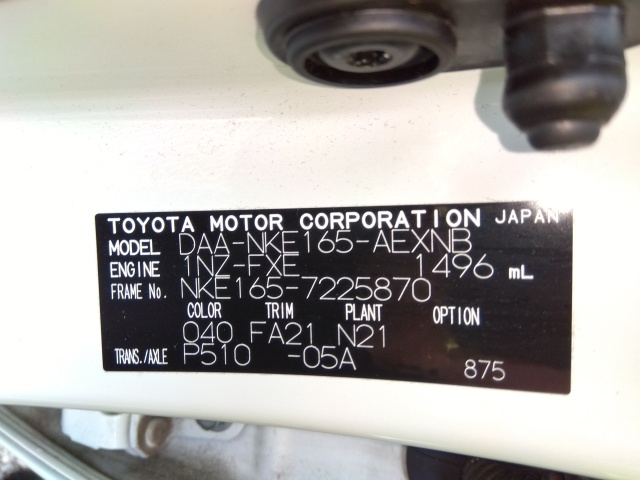 TOYOTA MOTOR CORPORATION JAPAN
MODEL DAA-NKE165-AEXNB
ENGINE 1NZ-FXE 1496 mL
FRAME No. NKE165-7225870
COLOR TRIM PLANT OPTION
040 FA21 N21
TRANS./AXLE P510 -05A 875